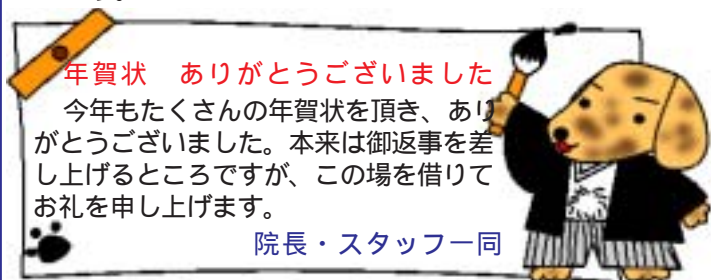 年賀状　ありがとうございました
今年もたくさんの年賀状を頂き、あり
がとうございました。本来は御返事を差
し上げるところですが、この場を借りて
お礼を申し上げます。
院長・スタッフ一同